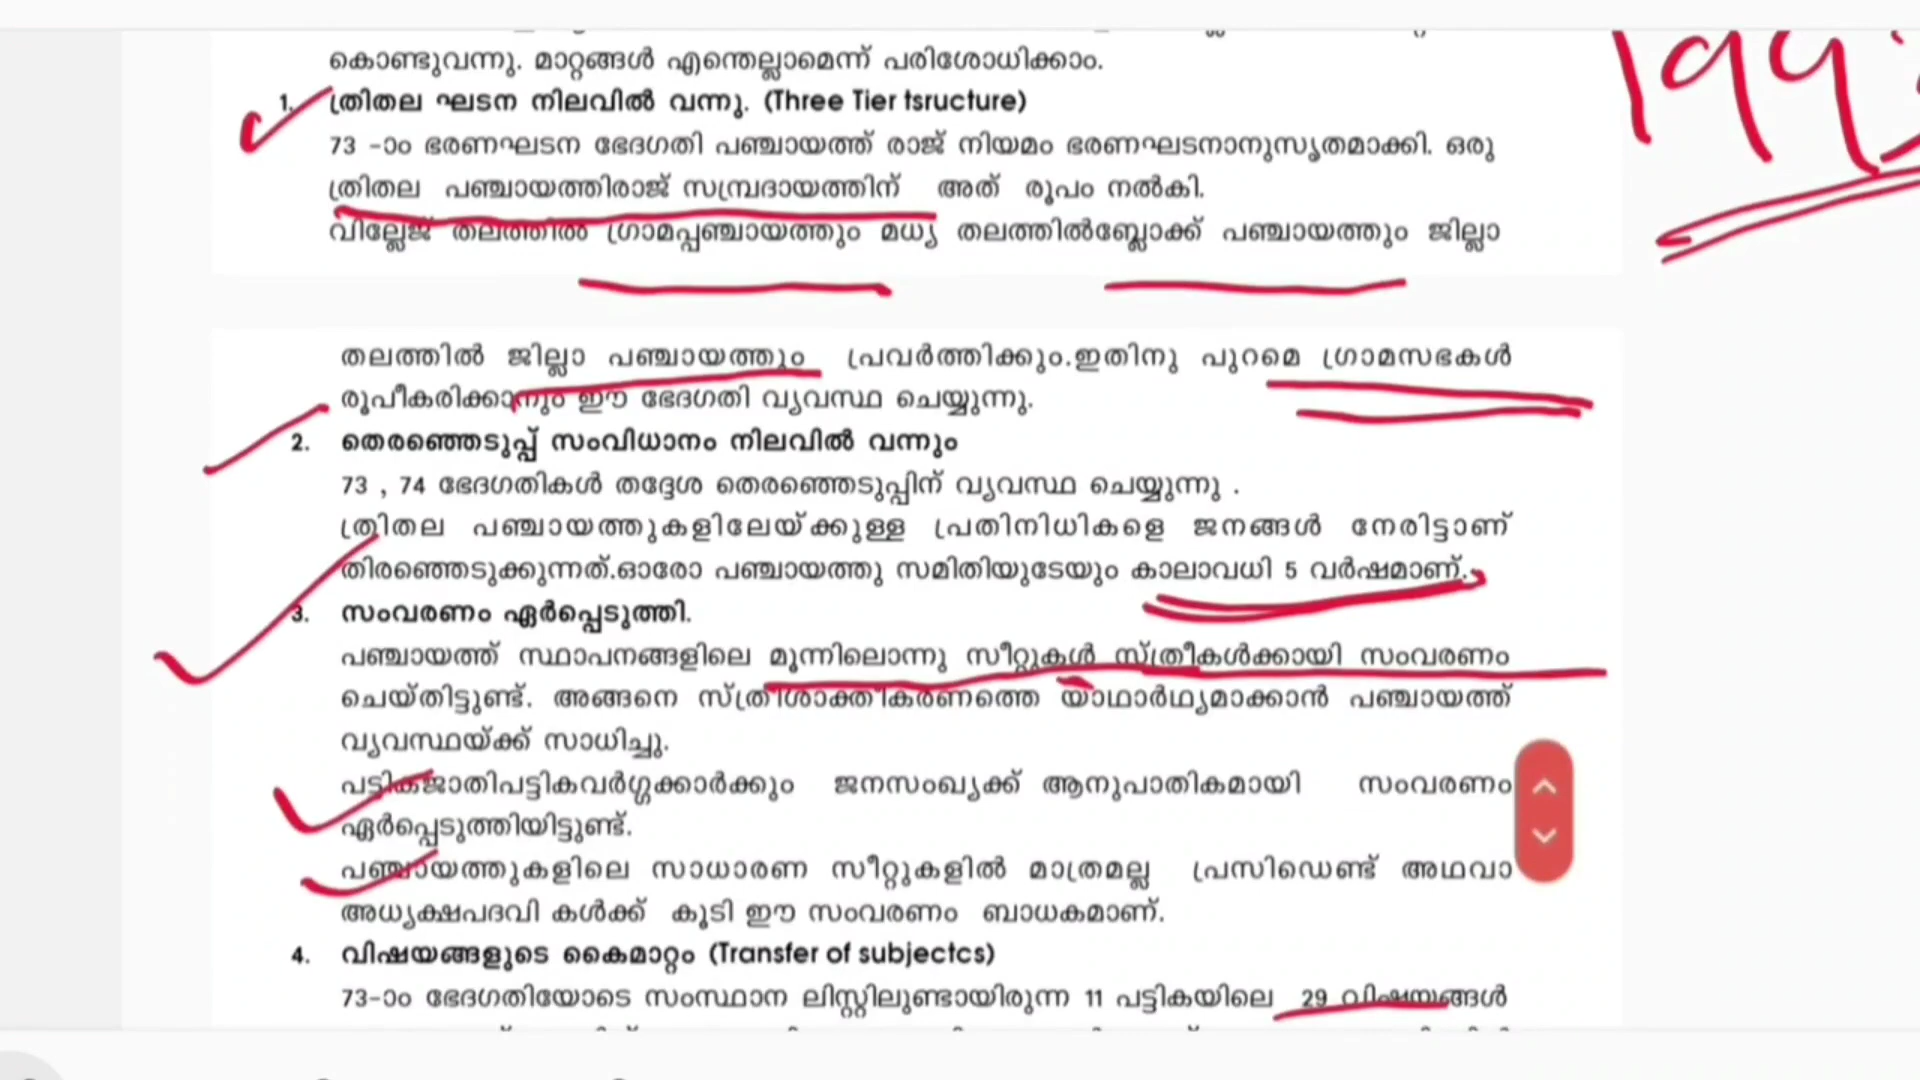 കൊണ്ടുവന്നു. മാറ്റങ്ങൾ എന്തെല്ലാമെന്ന് പരിശോധിക്കാം.
1. ത്രിതല ഘടന നിലവിൽ വന്നു. (Three Tier tsructure)
73 -ാം ഭരണഘടന ഭേദഗതി പഞ്ചായത്ത് രാജ് നിയമം ഭരണഘടനാനുസൃതമാക്കി. ഒരു
ത്രിതല പഞ്ചായത്തിരാജ് സമ്പ്രദായത്തിന് അത് രൂപം നൽകി.
വില്ലേജ് തലത്തിൽ ഗ്രാമപ്പഞ്ചായത്തും മധ്യ തലത്തിൽബ്ലോക്ക് പഞ്ചായത്തും ജില്ലാ
തലത്തിൽ ജില്ലാ പഞ്ചായത്തും പ്രവർത്തിക്കും.ഇതിനു പുറമെ ഗ്രാമസഭകൾ
രൂപീകരിക്കാനും ഈ ഭേദഗതി വ്യവസ്ഥ ചെയ്യുന്നു.
2. തെരഞ്ഞെടുപ്പ് സംവിധാനം നിലവിൽ വന്നും
73 , 74 ഭേദഗതികൾ തദ്ദേശ തെരഞ്ഞെടുപ്പിന് വ്യവസ്ഥ ചെയ്യുന്നു .
ത്രിതല പഞ്ചായത്തുകളിലേയ്ക്കുള്ള പ്രതിനിധികളെ ജനങ്ങൾ നേരിട്ടാണ്
തിരഞ്ഞെടുക്കുന്നത്.ഓരോ പഞ്ചായത്തു സമിതിയുടേയും കാലാവധി 5 വർഷമാണ്.
3. സംവരണം ഏർപ്പെടുത്തി.
പഞ്ചായത്ത് സ്ഥാപനങ്ങളിലെ മൂന്നിലൊന്നു സീറ്റുകൾ സ്ത്രീകൾക്കായി സംവരണം
ചെയ്തിട്ടുണ്ട്. അങ്ങനെ സ്ത്രീശാക്തീകരണത്തെ യാഥാർഥ്യമാക്കാൻ പഞ്ചായത്ത്
വ്യവസ്ഥയ്ക്ക് സാധിച്ചു.
പട്ടികജാതിപട്ടികവർഗ്ഗക്കാർക്കും ജനസംഖ്യക്ക് ആനുപാതികമായി സംവരണം
ഏർപ്പെടുത്തിയിട്ടുണ്ട്.
പഞ്ചായത്തുകളിലെ സാധാരണ സീറ്റുകളിൽ മാത്രമല്ല പ്രസിഡെണ്ട് അഥവാ
അധ്യക്ഷപദവി കൾക്ക് കൂടി ഈ സംവരണം ബാധകമാണ്.
4. വിഷയങ്ങളുടെ കൈമാറ്റം (Transfer of subjectcs)
73-ാം ഭേദഗതിയോടെ സംസ്ഥാന ലിസ്റ്റിലുണ്ടായിരുന്ന 11 പട്ടികയിലെ 29 വിഷയങ്ങൾ